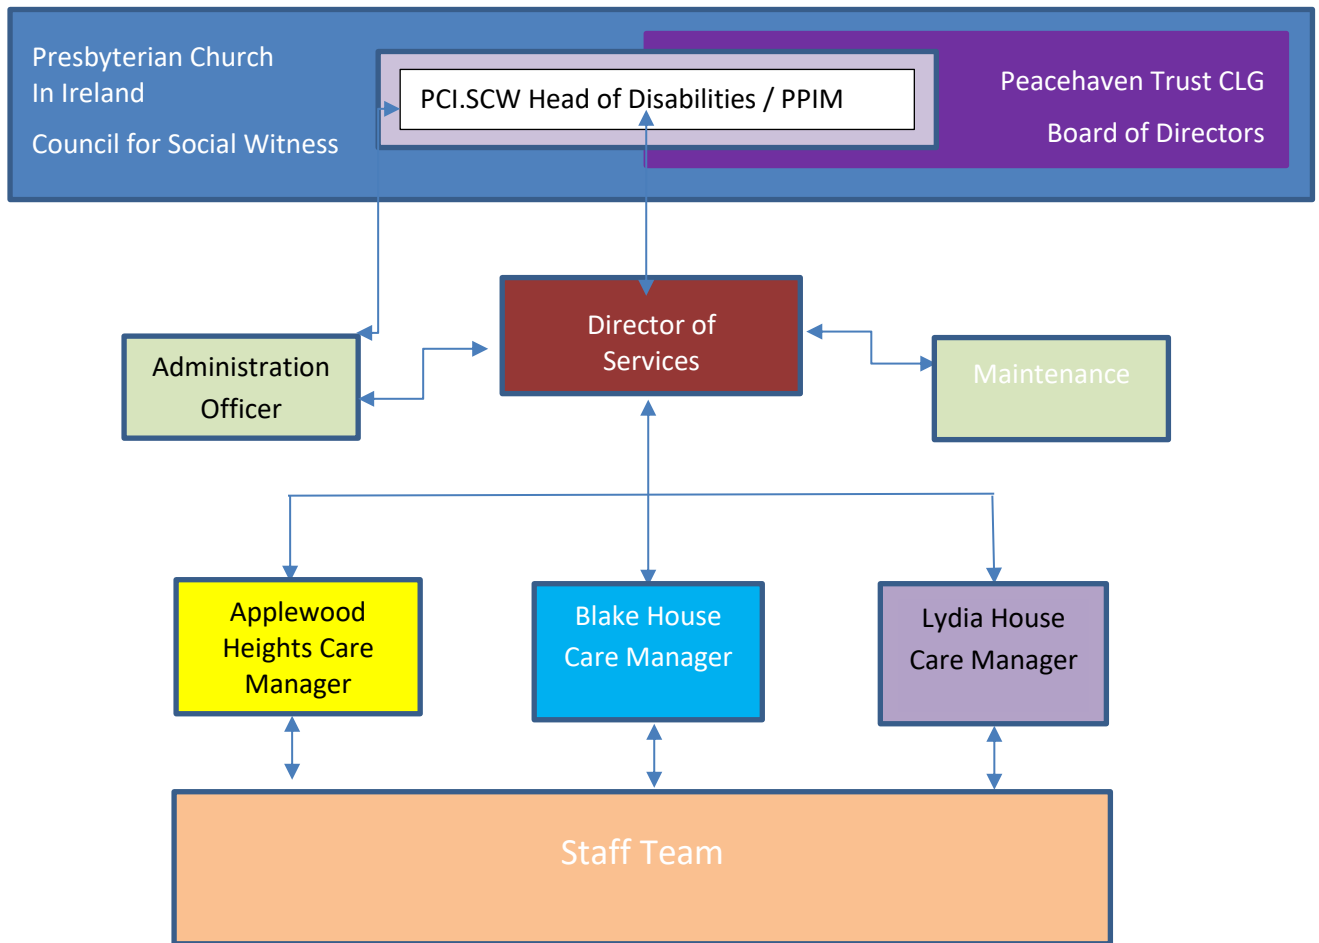 Presbyterian Church
In Ireland
Council for Social Witness
PCI.SCW Head of Disabilities / PPIM
Peacehaven Trust CLG
Board of Directors
Director of
Services
Administration
Officer
Maintenance
Applewood
Heights Care
Manager
Blake House
Care Manager
Lydia House
Care Manager
Staff Team